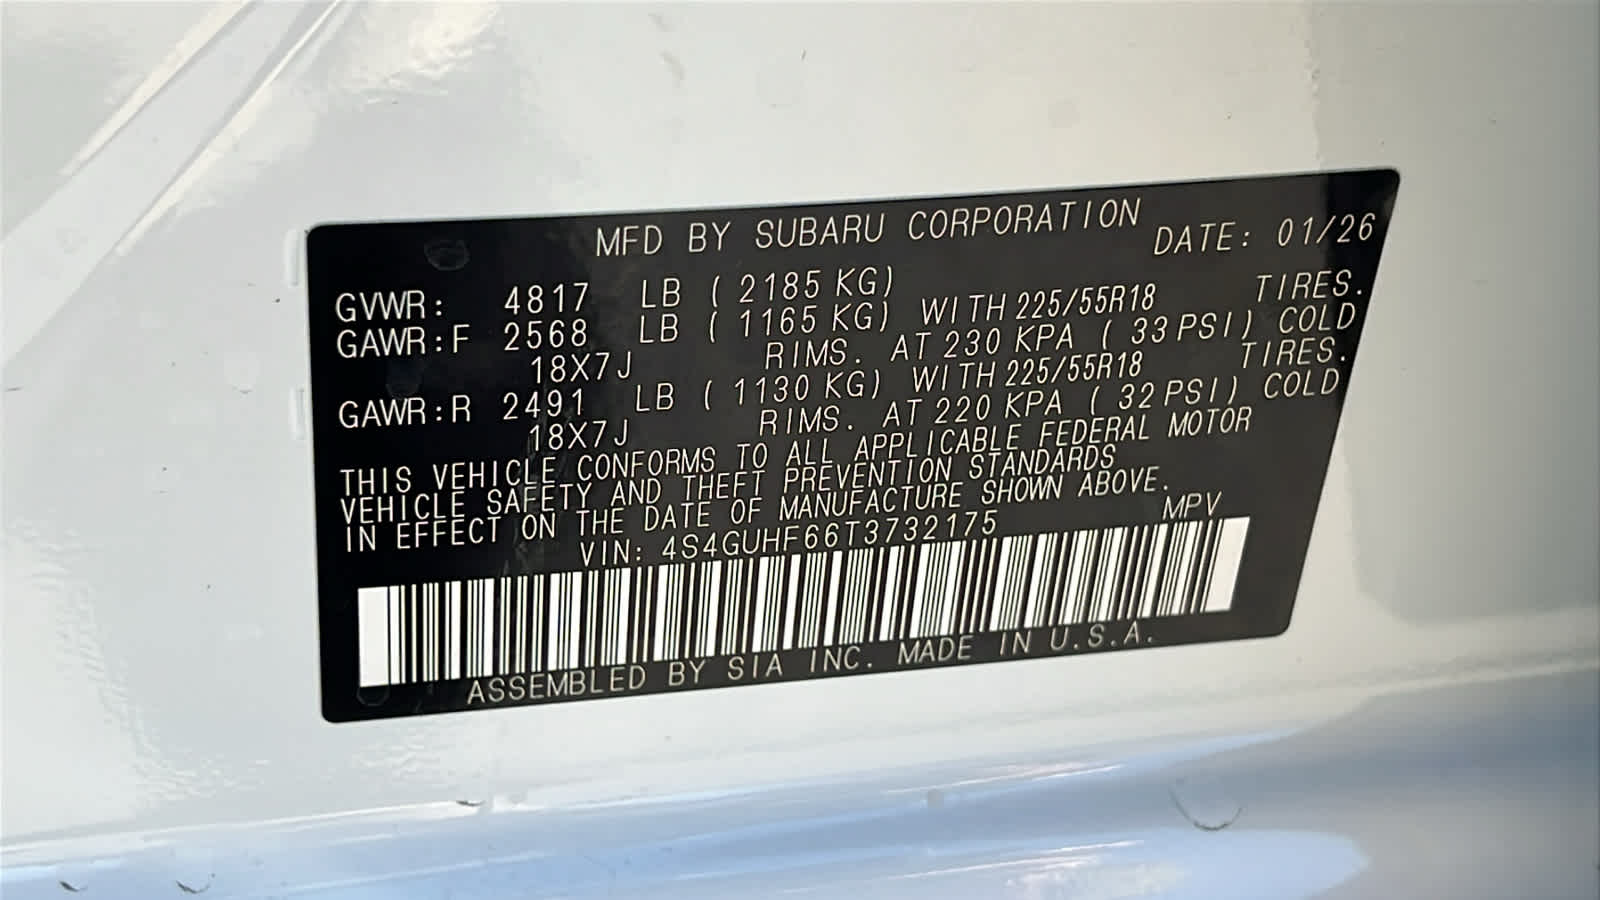 MFD BY SUBARU CORPORATION DATE: 01/26
GVWR: 4817 LB ( 2185 KG)
GAWR:F 2568 LB ( 1165 KG) WITH 225/55R18 TIRES.
18X7J RIMS. AT 230 KPA ( 33 PSI) COLD
GAWR:R 2491 LB ( 1130 KG) WITH 225/55R18 TIRES.
18X7J RIMS. AT 220 KPA ( 32 PSI) COLD
THIS VEHICLE CONFORMS TO ALL APPLICABLE FEDERAL MOTOR
VEHICLE SAFETY AND THEFT PREVENTION STANDARDS
IN EFFECT ON THE DATE OF MANUFACTURE SHOWN ABOVE.
VIN: 4S4GUHF66T3732175 MPV
ASSEMBLED BY SIA INC. MADE IN U.S.A.